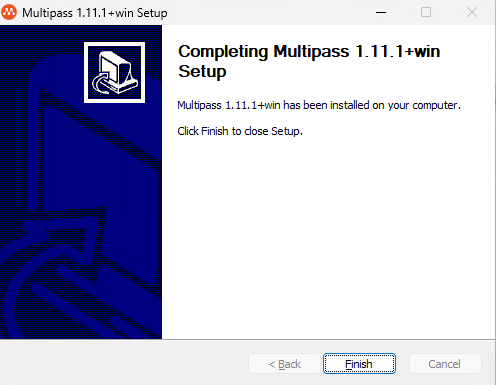 Multipass 1.11.1+win Setup
Completing Multipass 1.11.1+win
Setup
Multipass 1.11.1+win has been installed on your computer.
Click Finish to close Setup.
< Back
Finish
Cancel